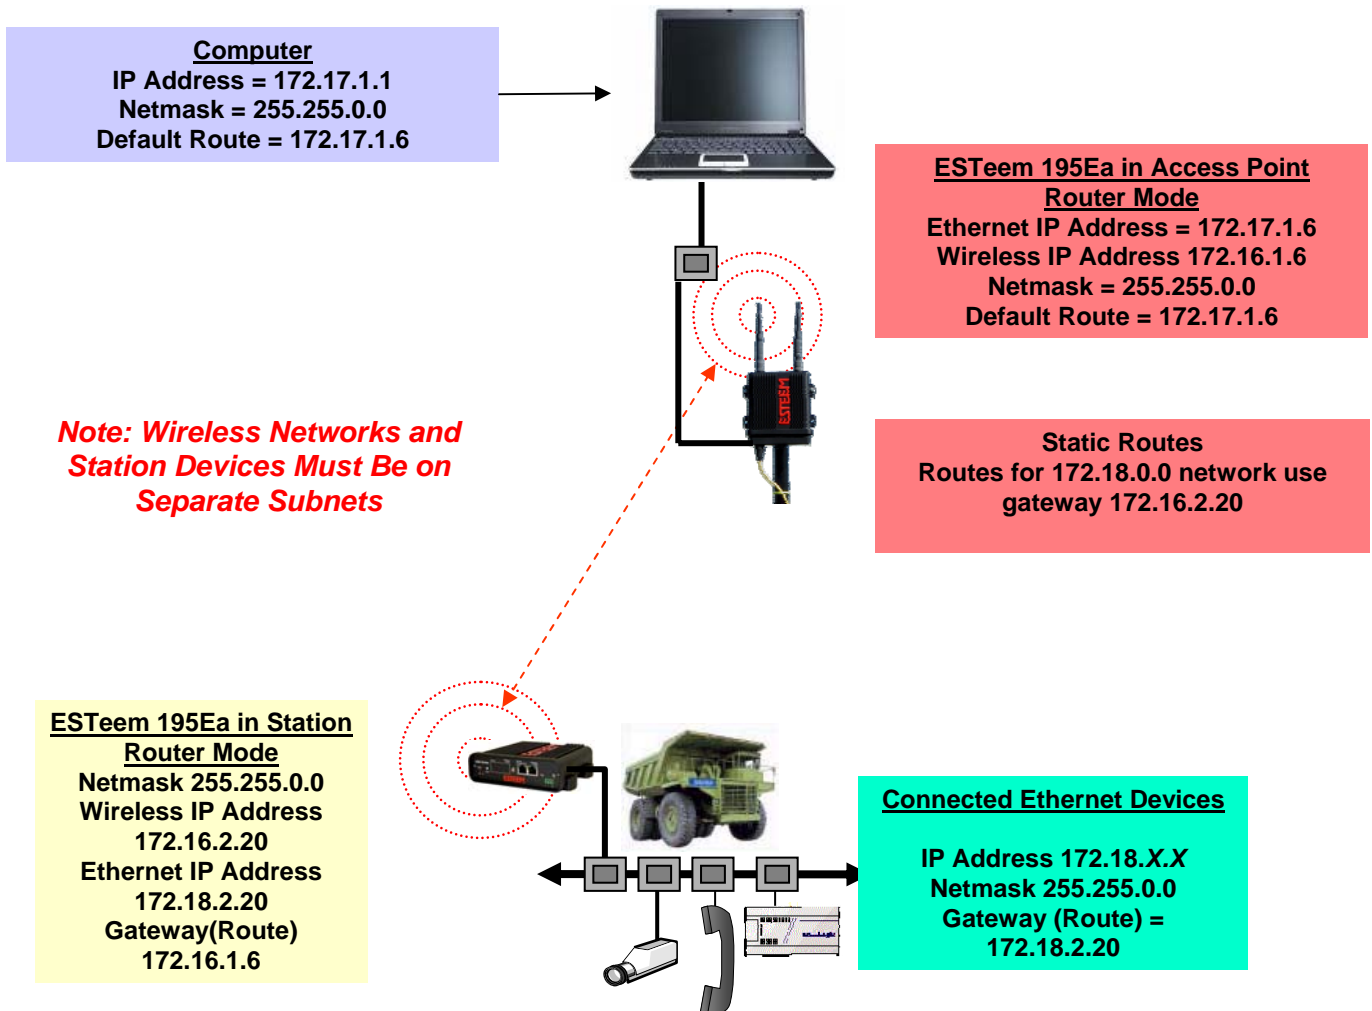 Computer
IP Address = 172.17.1.1
Netmask = 255.255.0.0
Default Route = 172.17.1.6
ESTeem 195Ea in Access Point
Router Mode
Ethernet IP Address = 172.17.1.6
Wireless IP Address 172.16.1.6
Netmask = 255.255.0.0
Default Route = 172.17.1.6
ESTEEM
Note: Wireless Networks and
Station Devices Must Be on
Separate Subnets
Static Routes
Routes for 172.18.0.0 network use
gateway 172.16.2.20
ESTeem 195Ea in Station
Router Mode
Netmask 255.255.0.0
Wireless IP Address
172.16.2.20
Ethernet IP Address
172.18.2.20
Gateway(Route)
172.16.1.6
ESTEEM
Connected Ethernet Devices
IP Address 172.18.X.X
Netmask 255.255.0.0
Gateway (Route) =
172.18.2.20